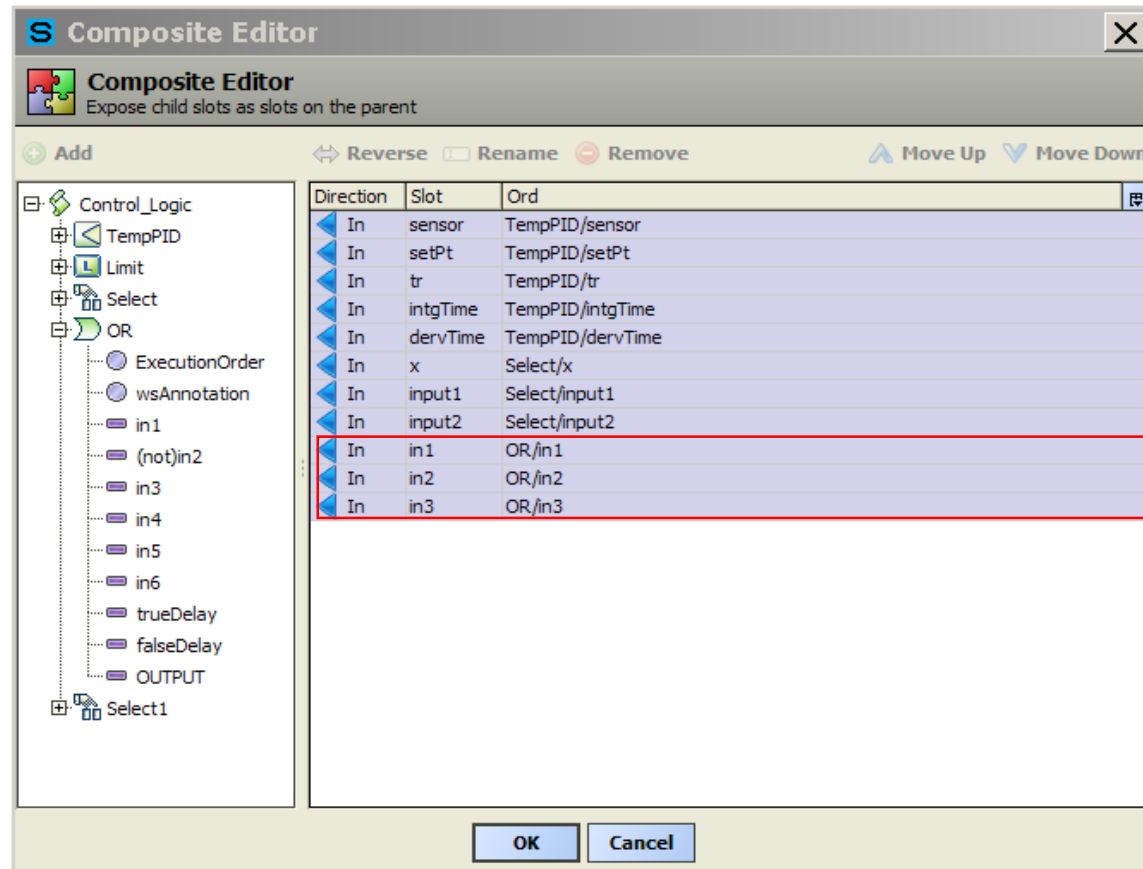 S Composite Editor
Composite Editor
Expose child slots as slots on the parent
Add Reverse Rename Remove Move Up Move Down
Control_Logic
TempPID
L Limit
Select
OR
ExecutionOrder
wsAnnotation
in1
(not)in2
in3
in4
in5
in6
trueDelay
falseDelay
OUTPUT
Select1
Direction Slot Ord
In sensor TempPID/sensor
In setPt TempPID/setPt
In tr TempPID/tr
In intgTime TempPID/intgTime
In dervTime TempPID/dervTime
In x Select/x
In input1 Select/input1
In input2 Select/input2
In in1 OR/in1
In in2 OR/in2
In in3 OR/in3
OK Cancel